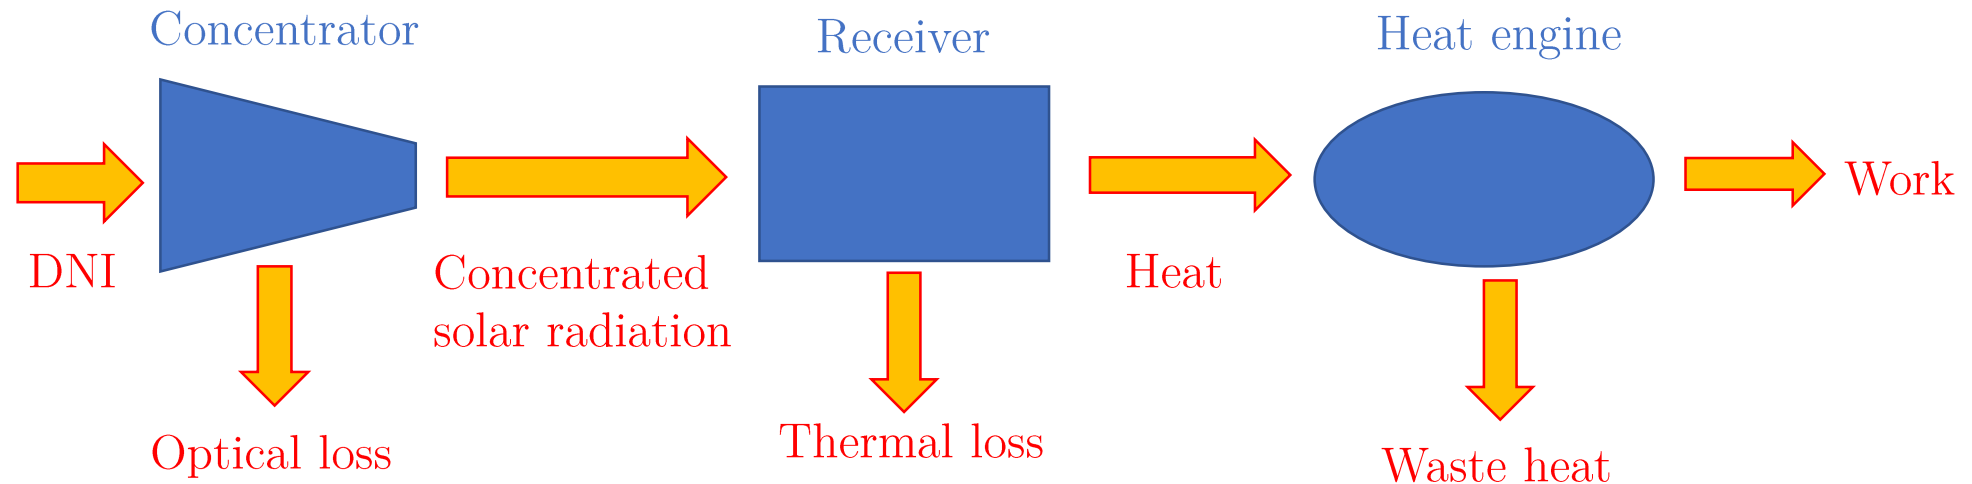 Concentrator
Receiver
Heat engine
DNI
Concentrated
solar radiation
Heat
Work
Optical loss
Thermal loss
Waste heat